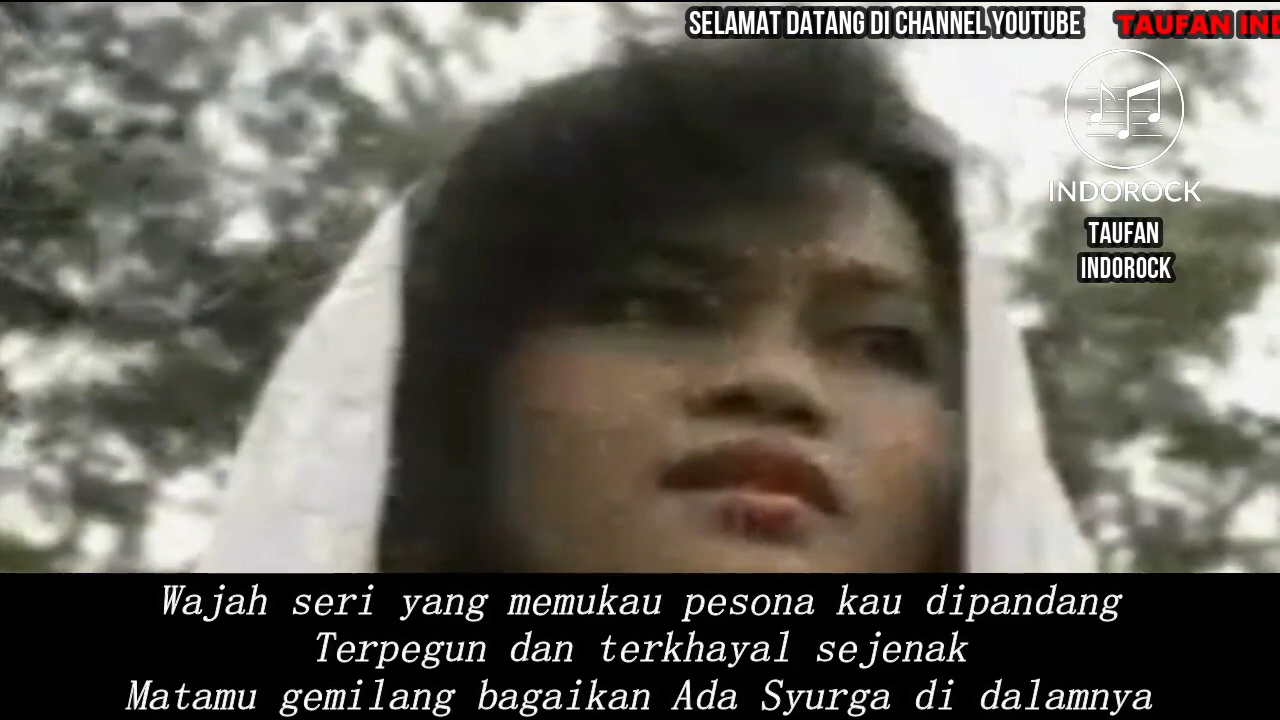 SELAMAT DATANG DI CHANNEL YOUTUBE TAUFAN IND
INDOROCK
TAUFAN
INDOROCK
Wajah seri yang memukau pesona kau dipandang
Terpegun dan terkhayal sejenak
Matamu gemilang bagaikan Ada Syurga di dalamnya